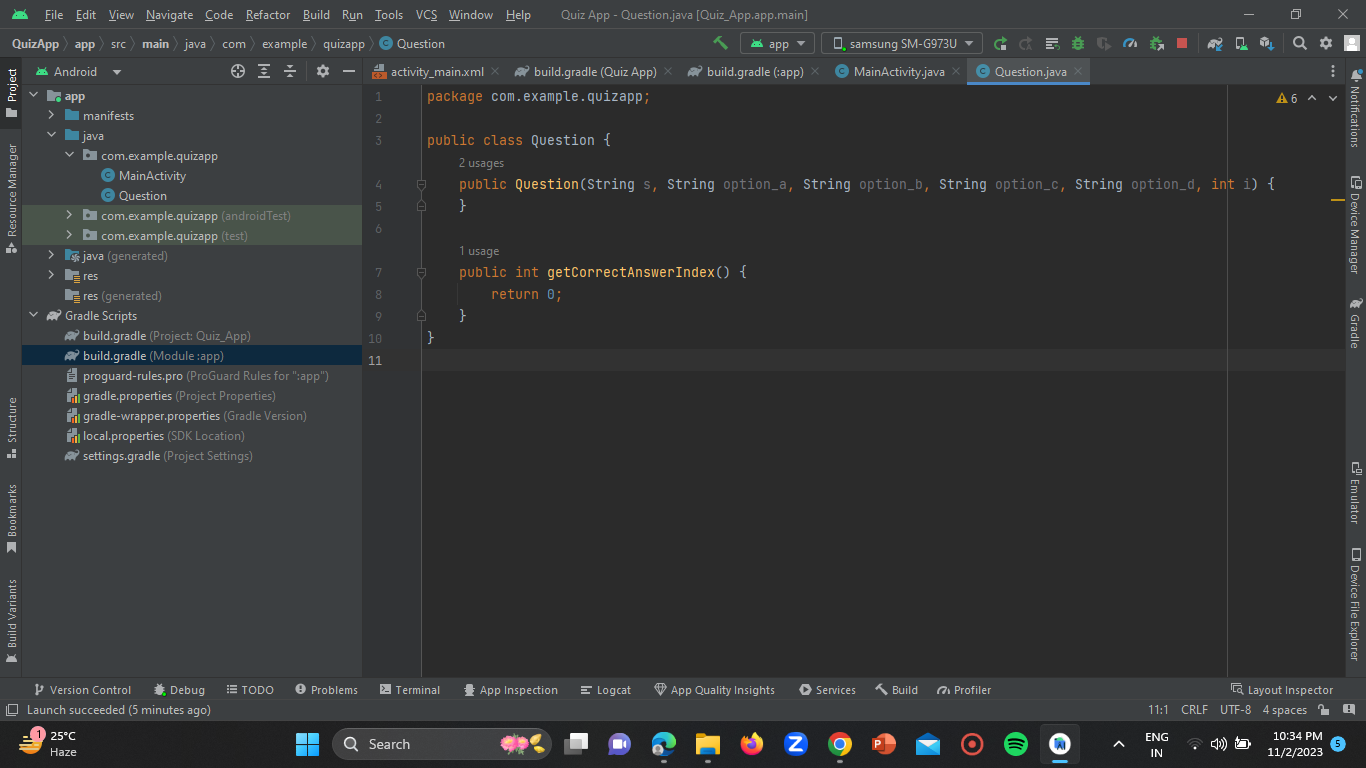 File Edit View Navigate Code Refactor Build Run Tools VCS Window Help Quiz App - Question.java [Quiz_App.app.main]
QuizApp app src main java com example quizapp Question app samsung SM-G973U
Project
Android
activity_main.xml build.gradle (Quiz App) build.gradle (:app) MainActivity.java Question.java
app
manifests
java
com.example.quizapp
MainActivity
Question
com.example.quizapp (androidTest)
com.example.quizapp (test)
java (generated)
res
res (generated)
Gradle Scripts
build.gradle (Project: Quiz_App)
build.gradle (Module :app)
proguard-rules.pro (ProGuard Rules for ":app")
gradle.properties (Project Properties)
gradle-wrapper.properties (Gradle Version)
local.properties (SDK Location)
settings.gradle (Project Settings)
Resource Manager
Structure
Bookmarks
Build Variants
1 package com.example.quizapp;
2
3 public class Question {
2 usages
4 public Question(String s, String option_a, String option_b, String option_c, String option_d, int i) {
5 }
6
1 usage
7 public int getCorrectAnswerIndex() {
8 return 0;
9 }
10 }
11
6
Notifications
Device Manager
Gradle
Emulator
Device File Explorer
Version Control Debug TODO Problems Terminal App Inspection Logcat App Quality Insights Services Build Profiler Layout Inspector
Launch succeeded (5 minutes ago) 11:1 CRLF UTF-8 4 spaces
1
25°C
Haze
Search
ENG
IN
10:34 PM
11/2/2023
5